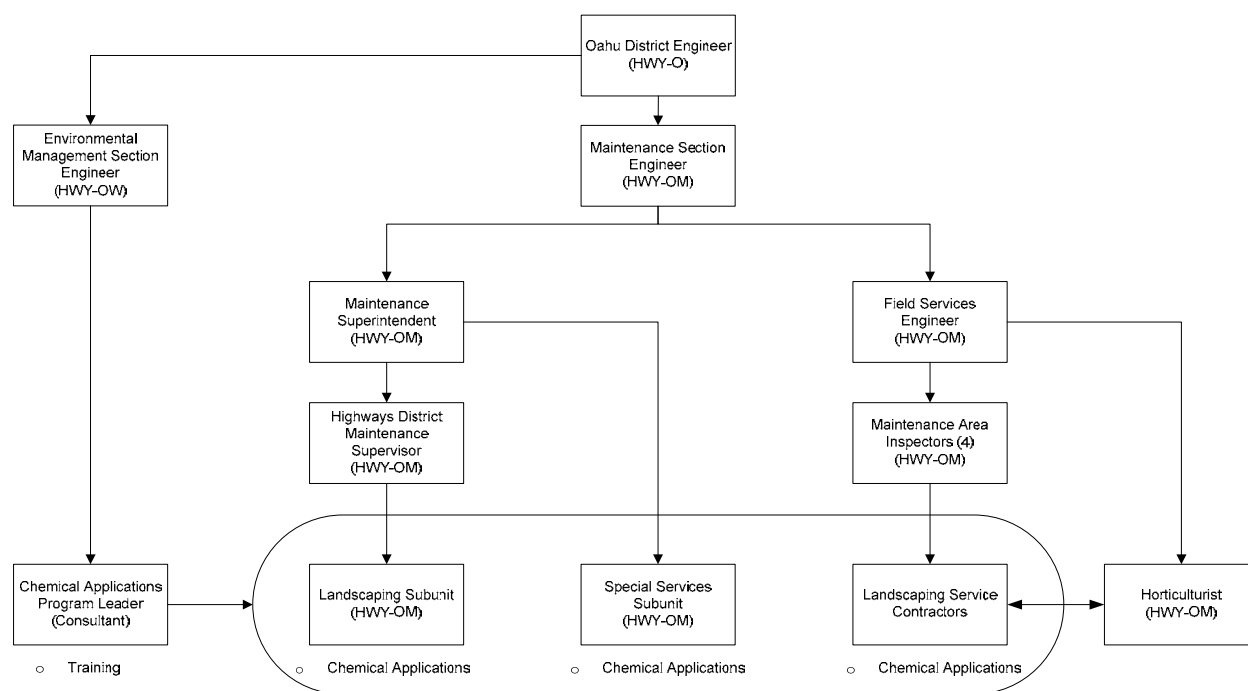 Oahu District Engineer
(HWY-O)
Environmental
Management Section
Engineer
(HWY-OW)
Maintenance Section
Engineer
(HWY-OM)
Maintenance
Superintendent
(HWY-OM)
Field Services
Engineer
(HWY-OM)
Highways District
Maintenance
Supervisor
(HWY-OM)
Maintenance Area
Inspectors (4)
(HWY-OM)
Chemical Applications
Program Leader
(Consultant)
Landscaping Subunit
(HWY-OM)
Special Services
Subunit
(HWY-OM)
Landscaping Service
Contractors
Horticulturist
(HWY-OM)
○ Training
○ Chemical Applications
○ Chemical Applications
○ Chemical Applications